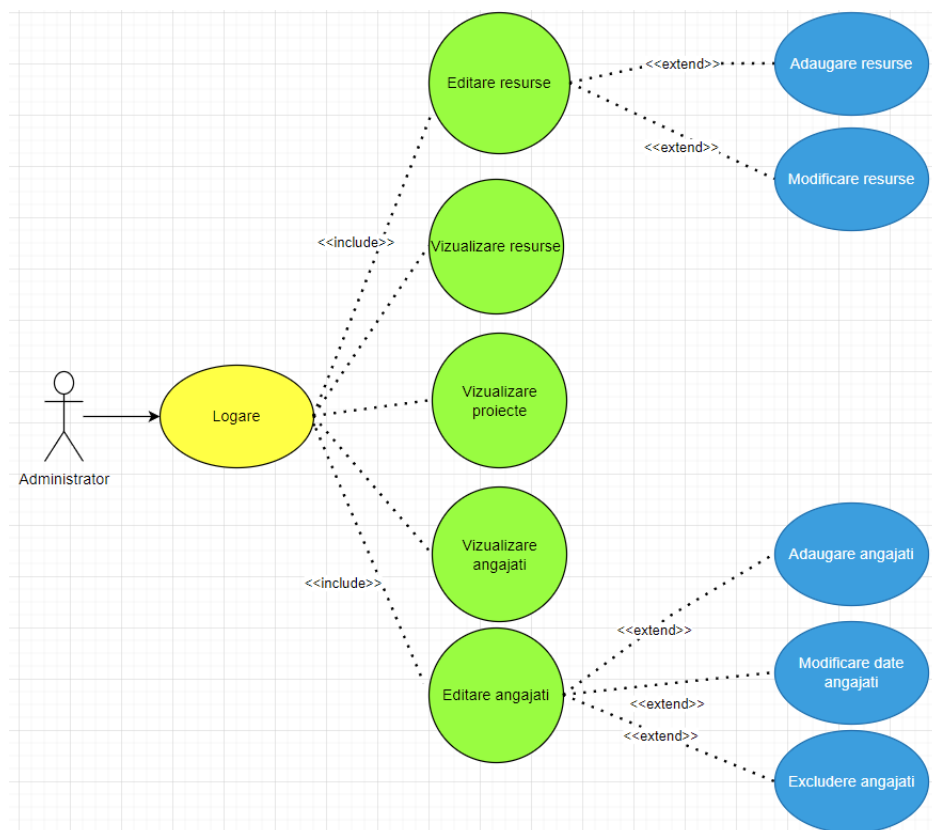 <<extend>>
Adaugare resurse
Editare resurse
<<extend>>
Modificare resurse
<<include>>
Vizualizare resurse
Vizualizare
proiecte
Logare
Administrator
Vizualizare
angajati
Adaugare angajati
<<include>>
<<extend>>
Modificare date
angajati
Editare angajati
<<extend>>
<<extend>>
Excludere angajati